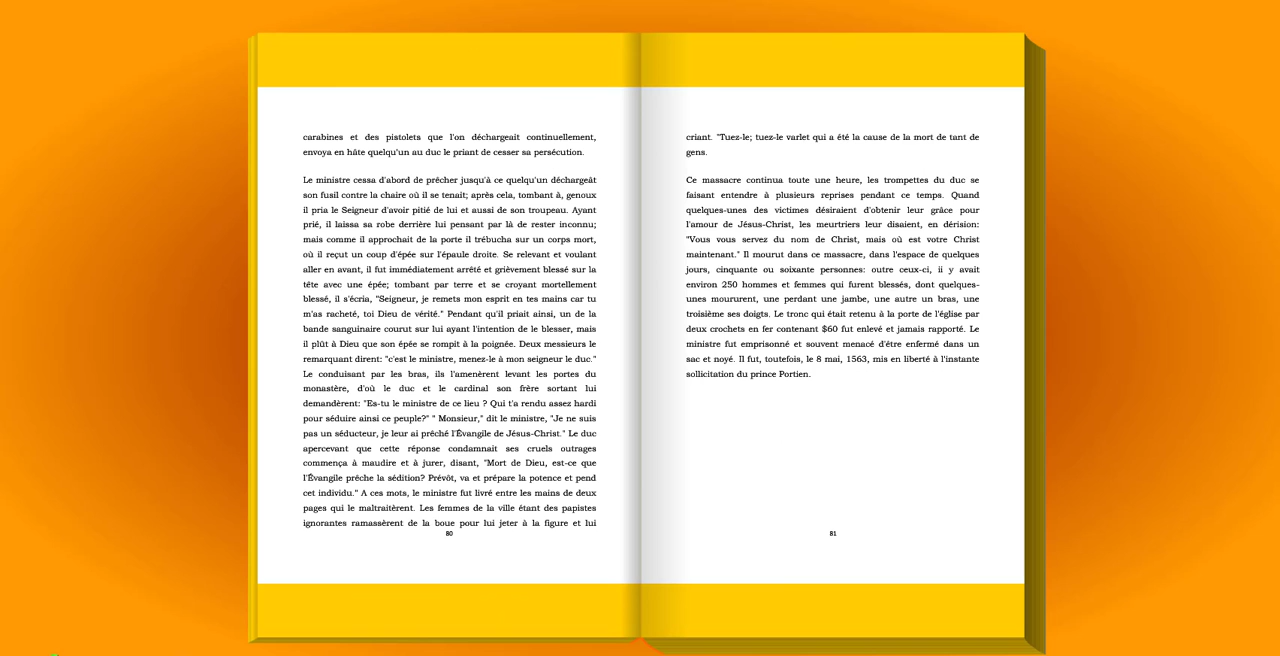 carabines et des pistolets que l'on déchargeait continuellement,
envoya en hâte quelqu'un au duc le priant de cesser sa persécution.
Le ministre cessa d'abord de prêcher jusqu'à ce quelqu'un déchargeât
son fusil contre la chaire où il se tenait; après cela, tombant à, genoux
il pria le Seigneur d'avoir pitié de lui et aussi de son troupeau. Ayant
prié, il laissa sa robe derrière lui pensant par là de rester inconnu;
mais comme il approchait de la porte il trébucha sur un corps mort,
où il reçut un coup d'épée sur l'épaule droite. Se relevant et voulant
aller en avant, il fut immédiatement arrêté et grièvement blessé sur la
tête avec une épée; tombant par terre et se croyant mortellement
blessé, il s'écria, "Seigneur, je remets mon esprit en tes mains car tu
m'as racheté, toi Dieu de vérité." Pendant qu'il priait ainsi, un de la
bande sanguinaire courut sur lui ayant l'intention de le blesser, mais
il plût à Dieu que son épée se rompit à la poignée. Deux messieurs le
remarquant dirent: "c'est le ministre, menez-le à mon seigneur le duc."
Le conduisant par les bras, ils l'amenèrent levant les portes du
monastère, d'où le duc et le cardinal son frère sortant lui
demandèrent: "Es-tu le ministre de ce lieu ? Qui t'a rendu assez hardi
pour séduire ainsi ce peuple?" " Monsieur," dit le ministre, "Je ne suis
pas un séducteur, je leur ai prêché l'Évangile de Jésus-Christ." Le duc
apercevant que cette réponse condamnait ses cruels outrages
commença à maudire et à jurer, disant, "Mort de Dieu, est-ce que
l'Évangile prêche la sédition? Prévôt, va et prépare la potence et pend
cet individu." A ces mots, le ministre fut livré entre les mains de deux
pages qui le maltraitèrent. Les femmes de la ville étant des papistes
ignorantes ramassèrent de la boue pour lui jeter à la figure et lui
80
criant. "Tuez-le; tuez-le varlet qui a été la cause de la mort de tant de
gens.
Ce massacre continua toute une heure, les trompettes du duc se
faisant entendre à plusieurs reprises pendant ce temps. Quand
quelques-unes des victimes désiraient d'obtenir leur grâce pour
l'amour de Jésus-Christ, les meurtriers leur disaient, en dérision:
"Vous vous servez du nom de Christ, mais où est votre Christ
maintenant." Il mourut dans ce massacre, dans l'espace de quelques
jours, cinquante ou soixante personnes: outre ceux-ci, ii y avait
environ 250 hommes et femmes qui furent blessés, dont quelques-
unes moururent, une perdant une jambe, une autre un bras, une
troisième ses doigts. Le tronc qui était retenu à la porte de l'église par
deux crochets en fer contenant $60 fut enlevé et jamais rapporté. Le
ministre fut emprisonné et souvent menacé d'être enfermé dans un
sac et noyé. Il fut, toutefois, le 8 mai, 1563, mis en liberté à l'instante
sollicitation du prince Portien.
81